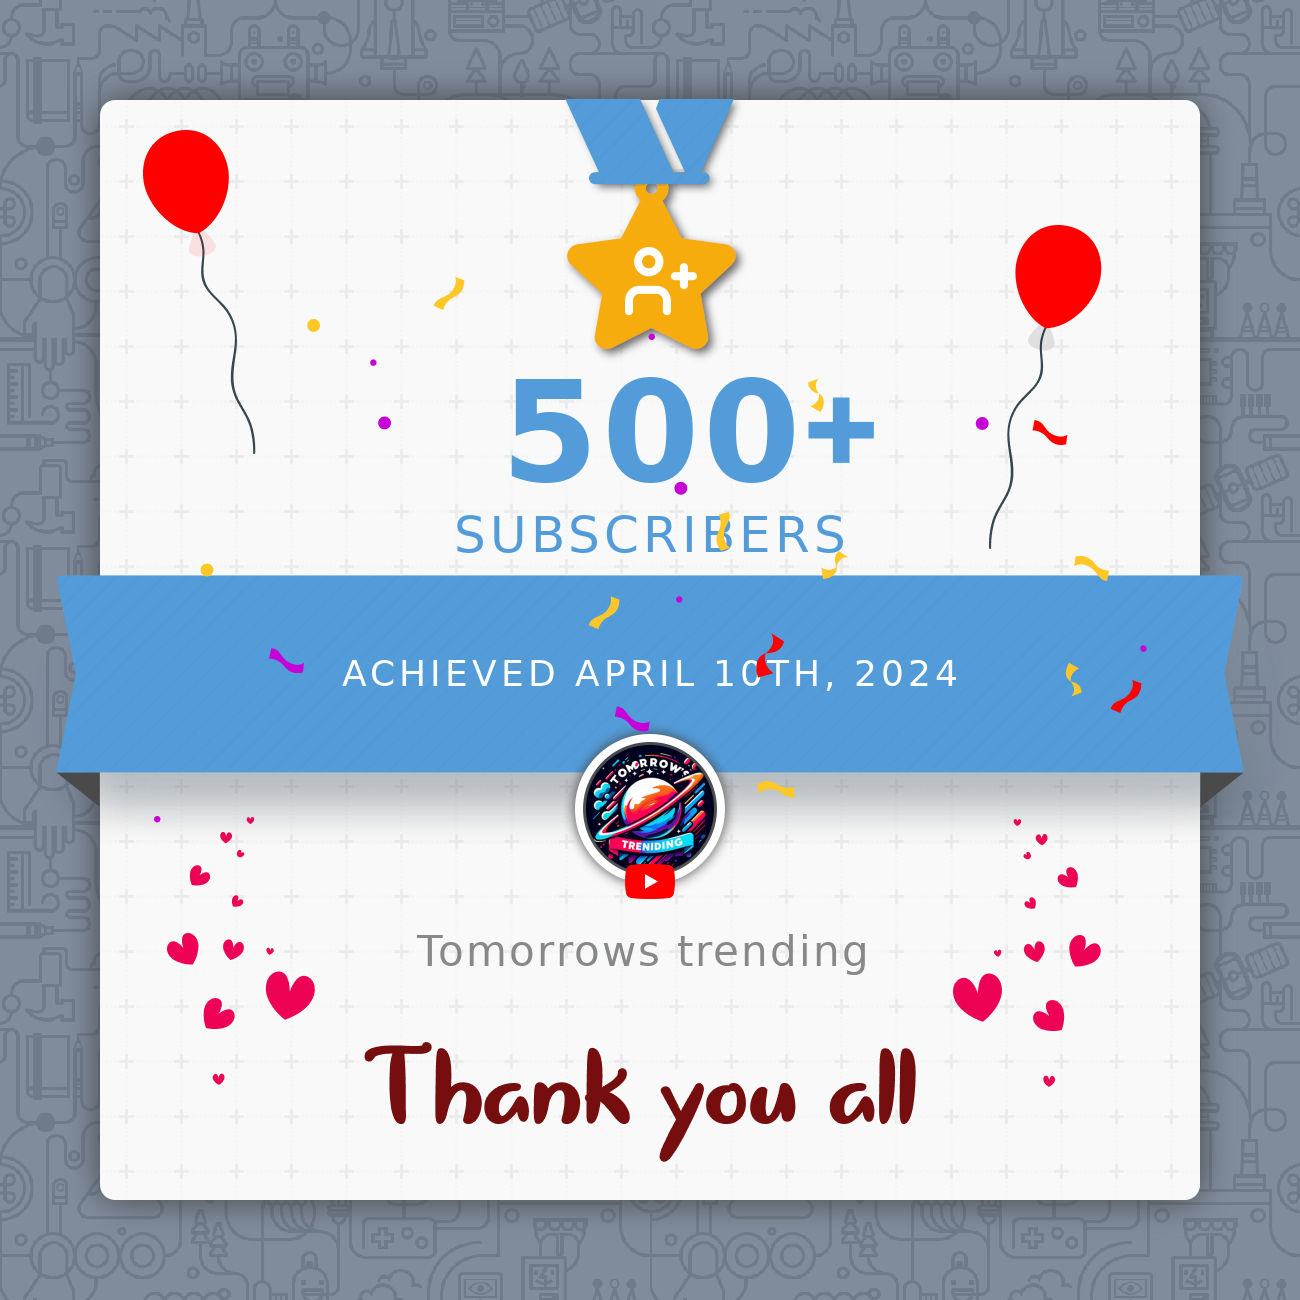 500+
SUBSCRIBERS
ACHIEVED APRIL 10TH, 2024
TOMORROW'S
TRENIDING
Tomorrows trending
Thank you all